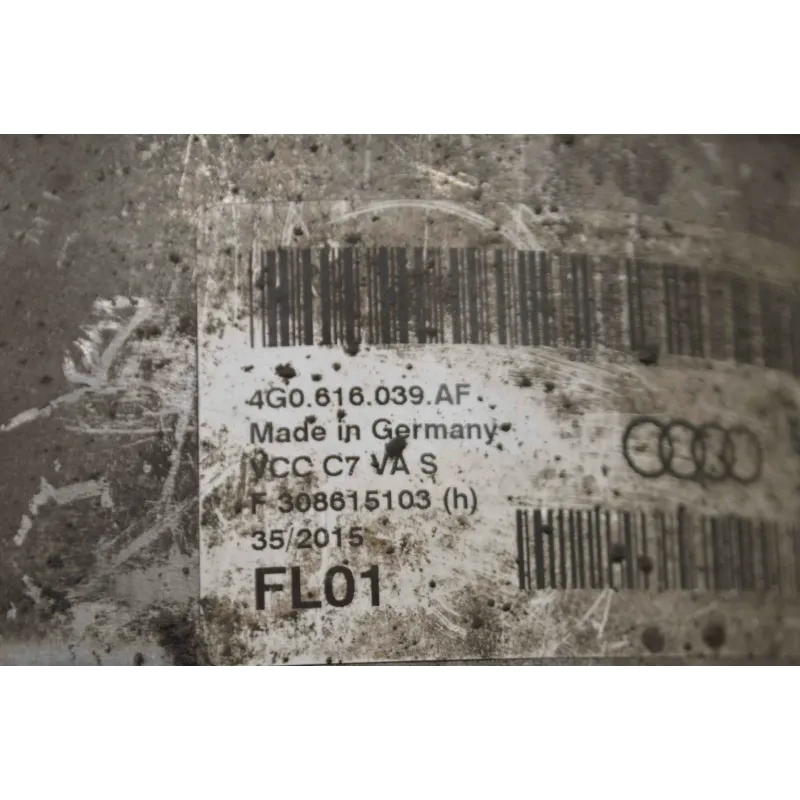 4G0.616.039.AF
Made in Germany
VCC C7 VA S
F 308615103 (h)
35/2015
FL01